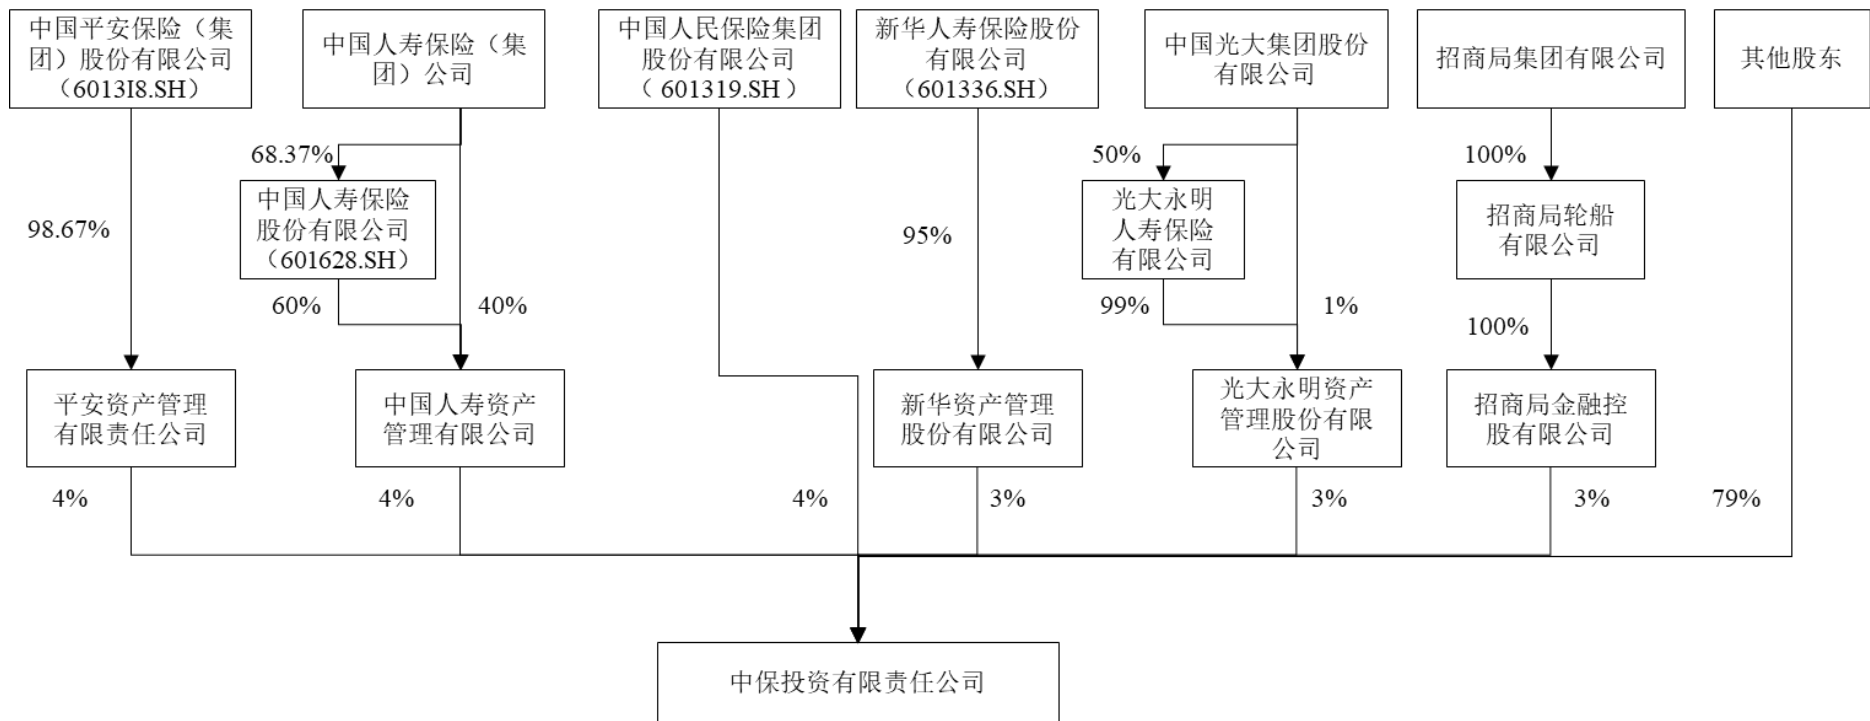 中国平安保险（集
团）股份有限公司
（6013I8.SH）
中国人寿保险（集
团）公司
中国人民保险集团
股份有限公司
（601319.SH）
新华人寿保险股份
有限公司
（601336.SH）
中国光大集团股份
有限公司
招商局集团有限公司
其他股东
68.37%
50%
100%
中国人寿保险
股份有限公司
（601628.SH）
光大永明
人寿保险
有限公司
招商局轮船
有限公司
98.67%
95%
60%
40%
99%
1%
100%
平安资产管理
有限责任公司
中国人寿资产
管理有限公司
新华资产管理
股份有限公司
光大永明资产
管理股份有限
公司
招商局金融控
股有限公司
4%
4%
4%
3%
3%
3%
79%
中保投资有限责任公司